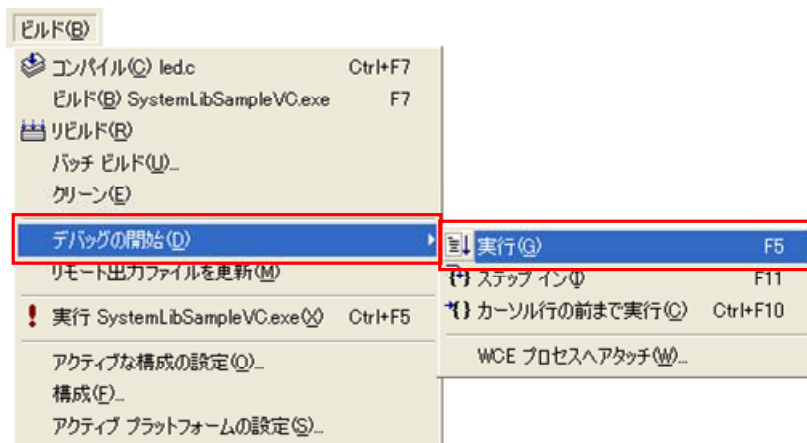 ビルド(B)
コンパイル(C) led.c Ctrl+F7
ビルド(B) SystemLibSampleVC.exe F7
リビルド(R)
バッチ ビルド(U)...
クリーン(E)
デバッグの開始(D)
リモート出力ファイルを更新(M)
実行 SystemLibSampleVC.exe(X) Ctrl+F5
アクティブな構成の設定(O)...
構成(F)...
アクティブ プラットフォームの設定(S)...
実行(G) F5
ステップ イン(I) F11
カーソル行の前まで実行(C) Ctrl+F10
WCE プロセスへアタッチ(W)...